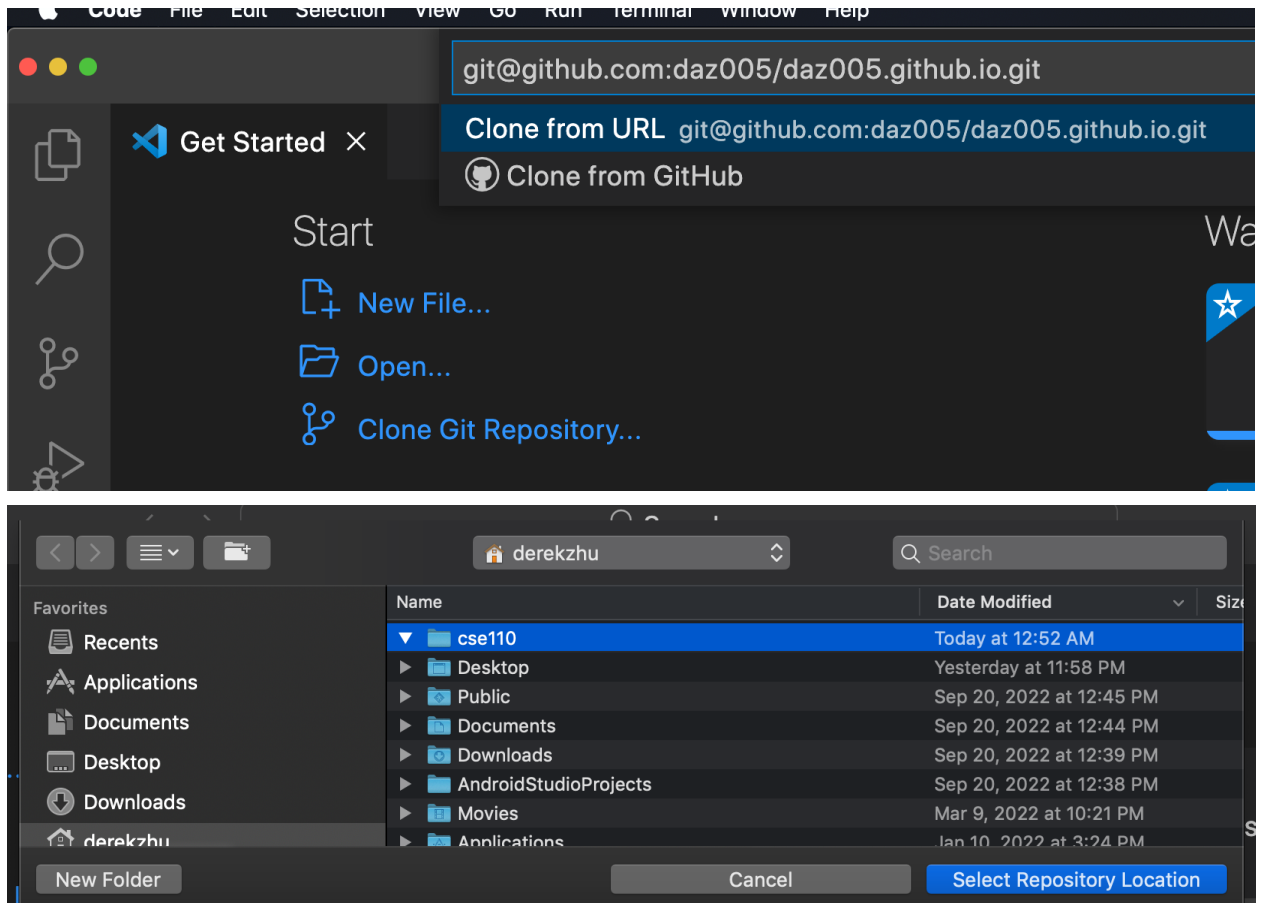 Code File Edit Selection View Go Run Terminal Window Help
git@github.com:daz005/daz005.github.io.git
Get Started
Clone from URL git@github.com:daz005/daz005.github.io.git
Clone from GitHub
Start
Wa
New File...
Open...
Clone Git Repository...
derekzhu
Search
Favorites
Name Date Modified Size
Recents
cse110 Today at 12:52 AM
Applications
Desktop Yesterday at 11:58 PM
Public Sep 20, 2022 at 12:45 PM
Documents
Documents Sep 20, 2022 at 12:44 PM
Desktop
Downloads Sep 20, 2022 at 12:39 PM
Downloads
AndroidStudioProjects Sep 20, 2022 at 12:38 PM
Movies Mar 9, 2022 at 10:21 PM
derekzhu
Applications Jan 10, 2022 at 3:24 PM
New Folder Cancel Select Repository Location